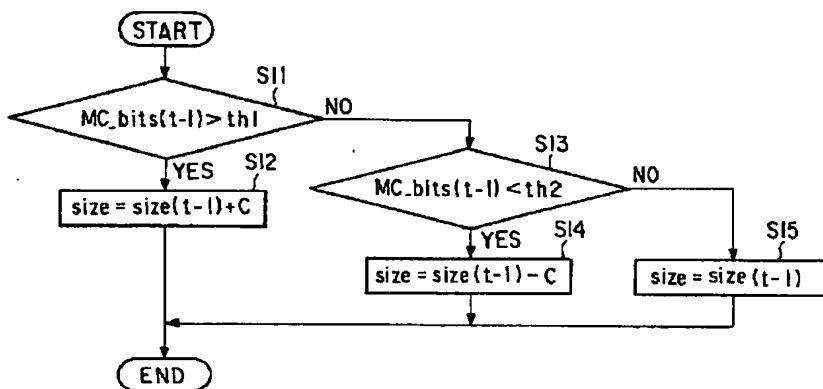 START
S11
MC_bits(t-1)>th1
NO
YES
S12
size=size(t-1)+C
S13
MC_bits(t-1)<th2
NO
YES
S14
size=size(t-1)-C
S15
size=size(t-1)
END